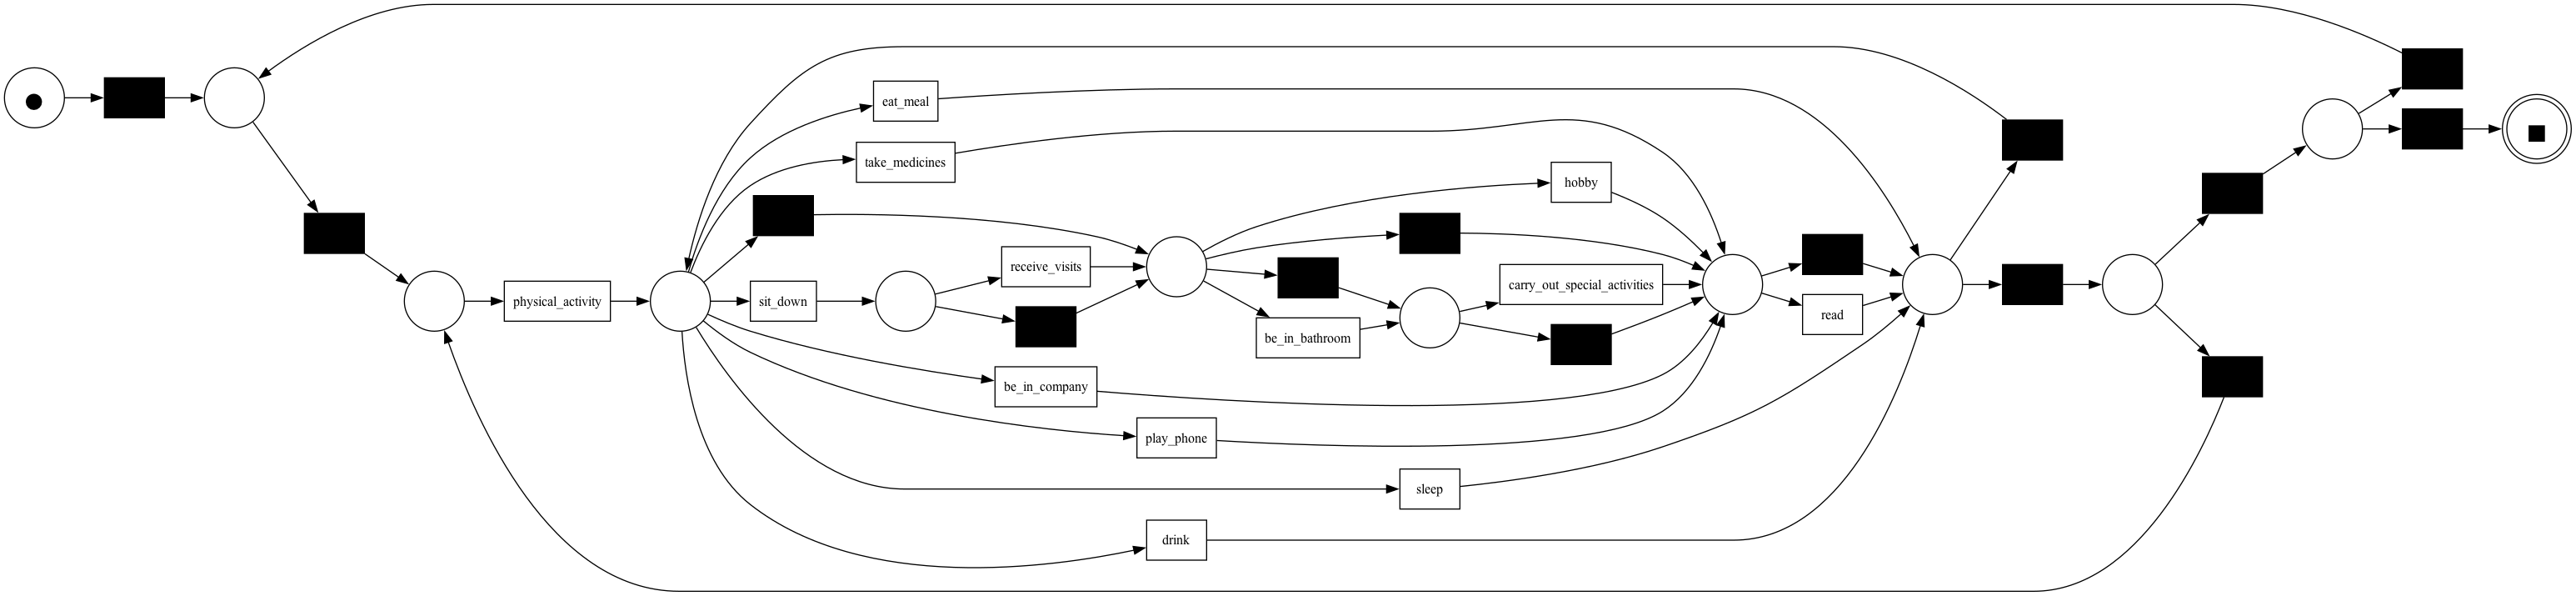 eat_meal
take_medicines
hobby
receive_visits
carry_out_special_activities
physical_activity
sit_down
read
be_in_bathroom
be_in_company
play_phone
sleep
drink